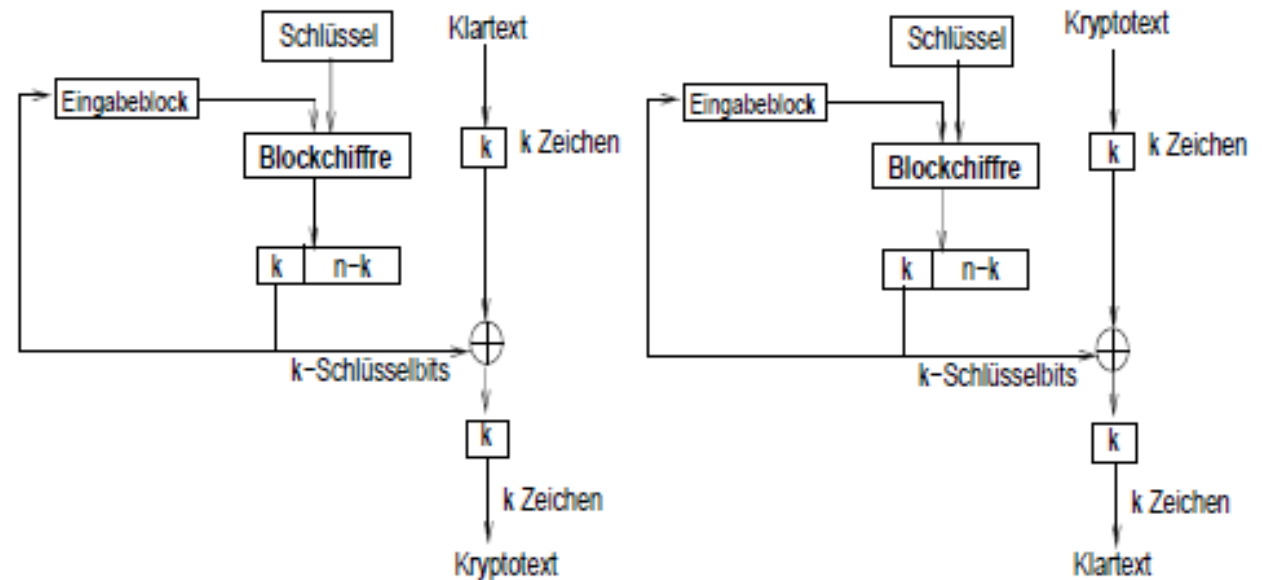 Schlüssel
Klartext
Eingabeblock
k
k Zeichen
Blockchiffre
k
n-k
k-Schlüsselbits
k
k Zeichen
Kryptotext
Schlüssel
Kryptotext
Eingabeblock
k
k Zeichen
Blockchiffre
k
n-k
k-Schlüsselbits
k
k Zeichen
Klartext